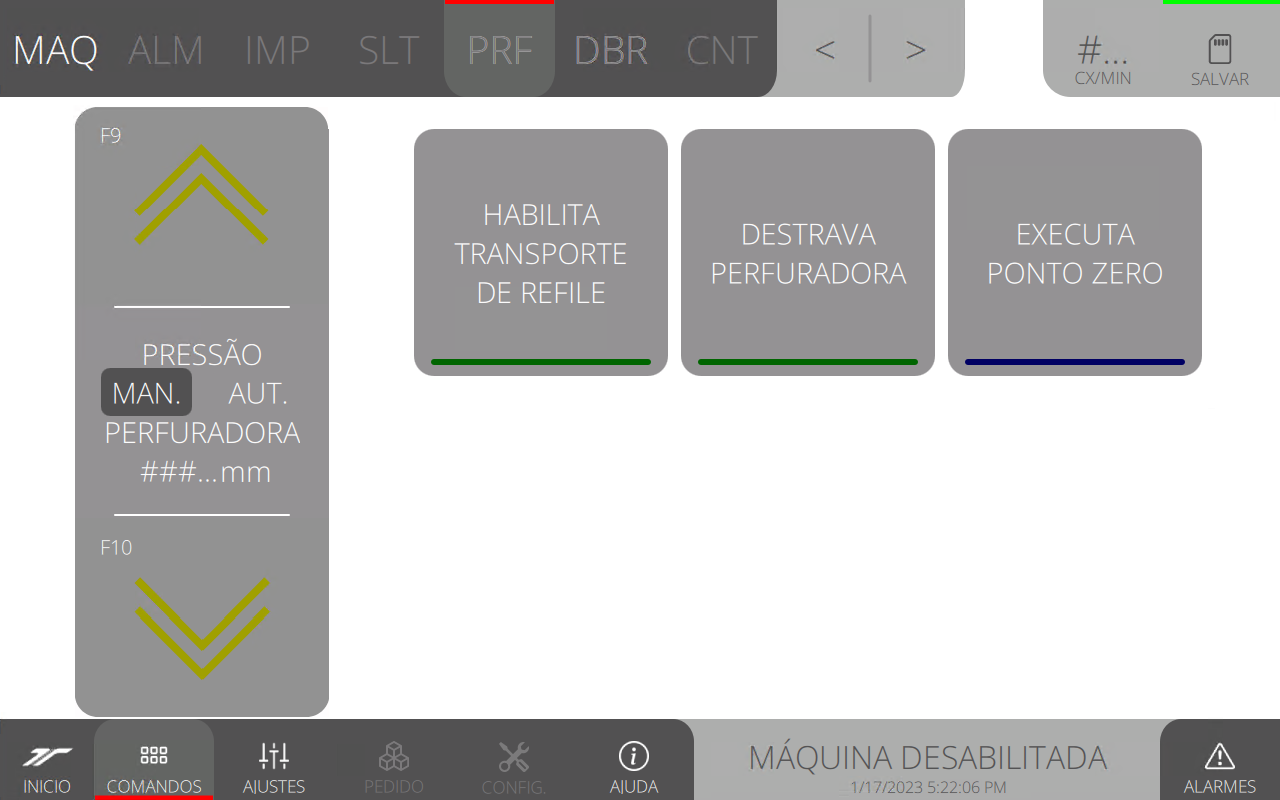 MAQ ALM IMP SLT PRF DBR CNT < > #... CX/MIN SALVAR
F9
PRESSÃO
MAN. AUT.
PERFURADORA
###...mm
F10
HABILITA
TRANSPORTE
DE REFILE
DESTRAVA
PERFURADORA
EXECUTA
PONTO ZERO
INICIO COMANDOS AJUSTES PEDIDO CONFIG. AJUDA
MÁQUINA DESABILITADA
1/17/2023 5:22:06 PM
ALARMES